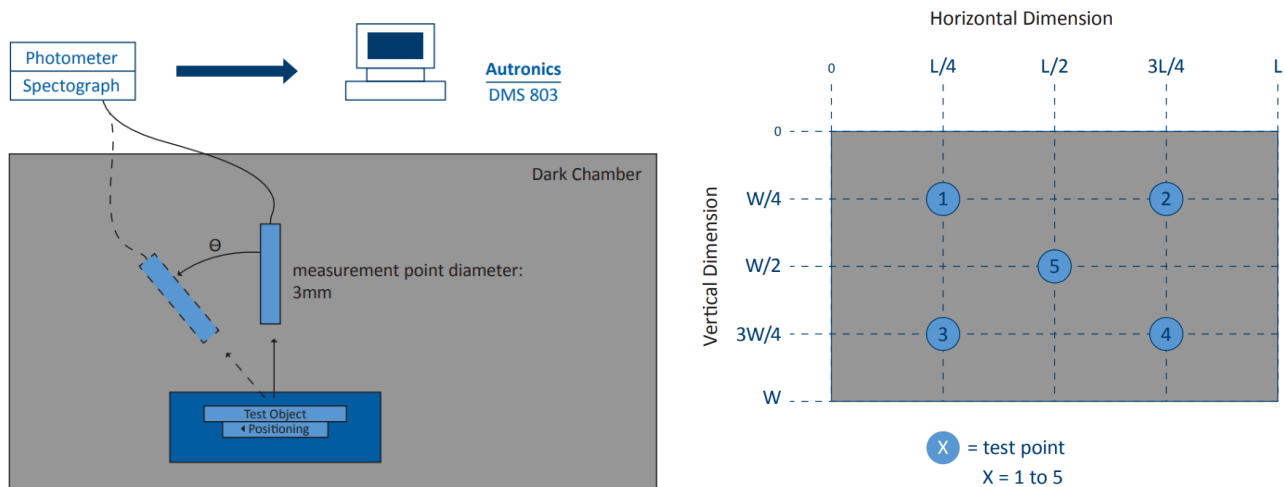 Photometer
Spectograph
Autronics
DMS 803
Dark Chamber
Ө
measurement point diameter:
3mm
Test Object
Positioning
Horizontal Dimension
0 L/4 L/2 3L/4 L
Vertical Dimension
0
W/4
W/2
3W/4
W
1 2
5
3 4
X = test point
X = 1 to 5